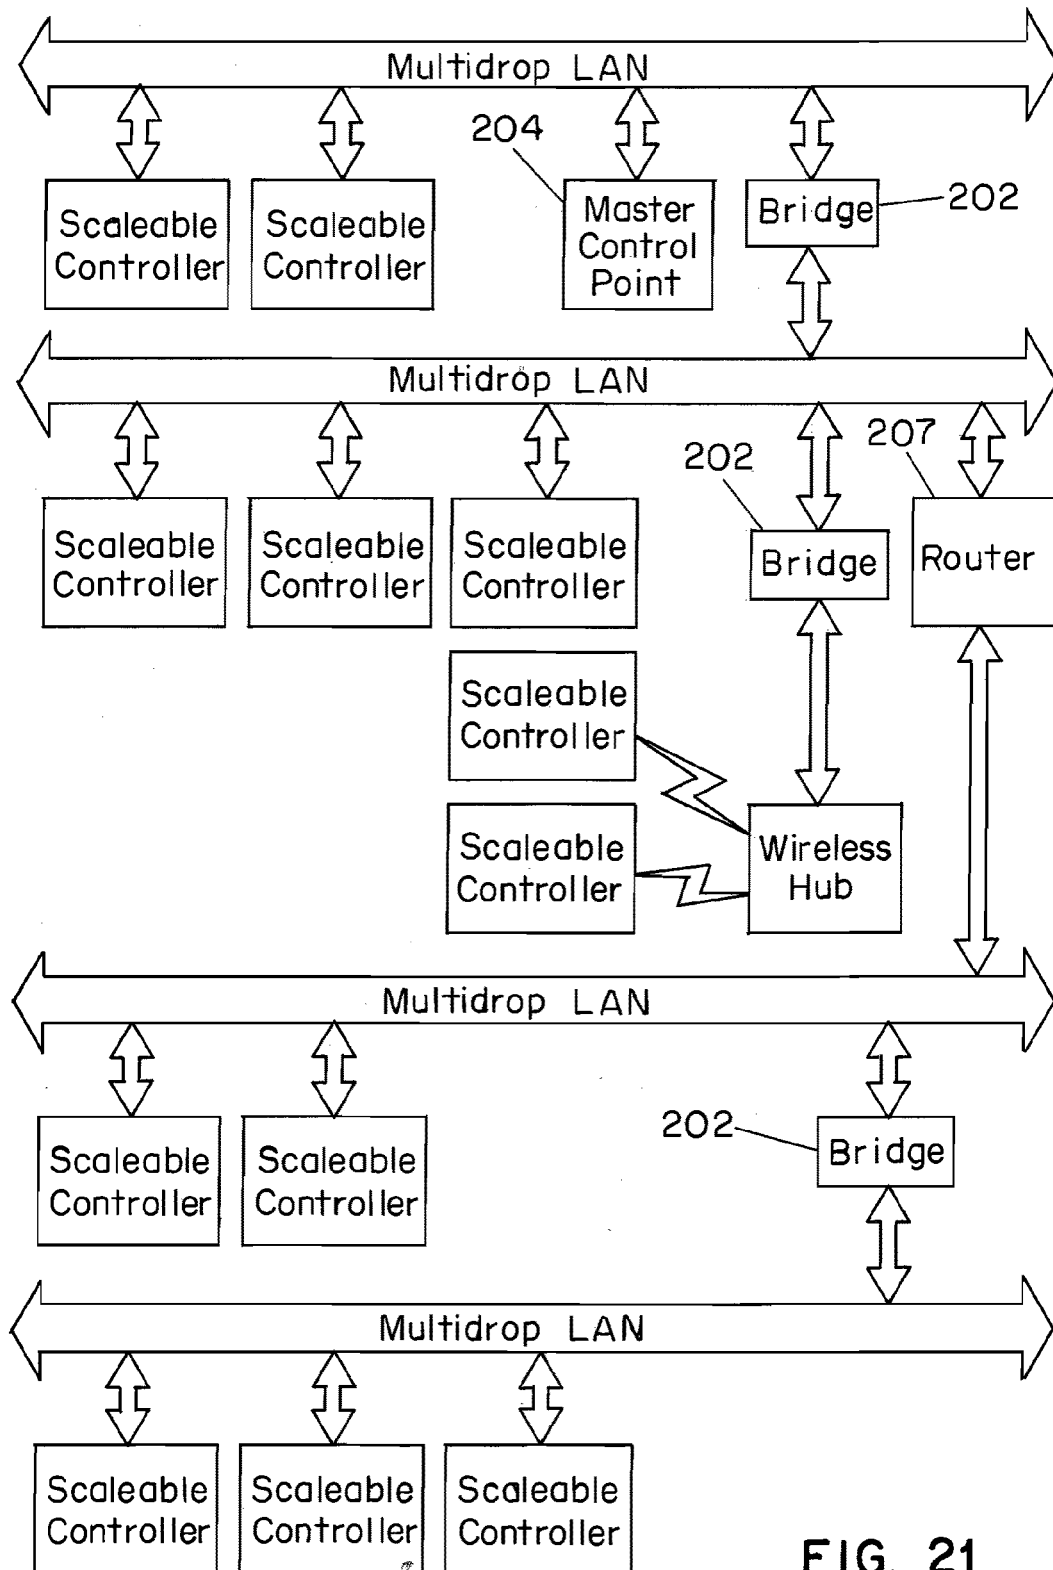 Multidrop LAN
204
Scaleable
Controller
Scaleable
Controller
Master
Control
Point
Bridge
202
Multidrop LAN
207
202
Scaleable
Controller
Scaleable
Controller
Scaleable
Controller
Bridge
Router
Scaleable
Controller
Scaleable
Controller
Wireless
Hub
Multidrop LAN
202
Scaleable
Controller
Scaleable
Controller
Bridge
Multidrop LAN
Scaleable
Controller
Scaleable
Controller
Scaleable
Controller
FIG. 21